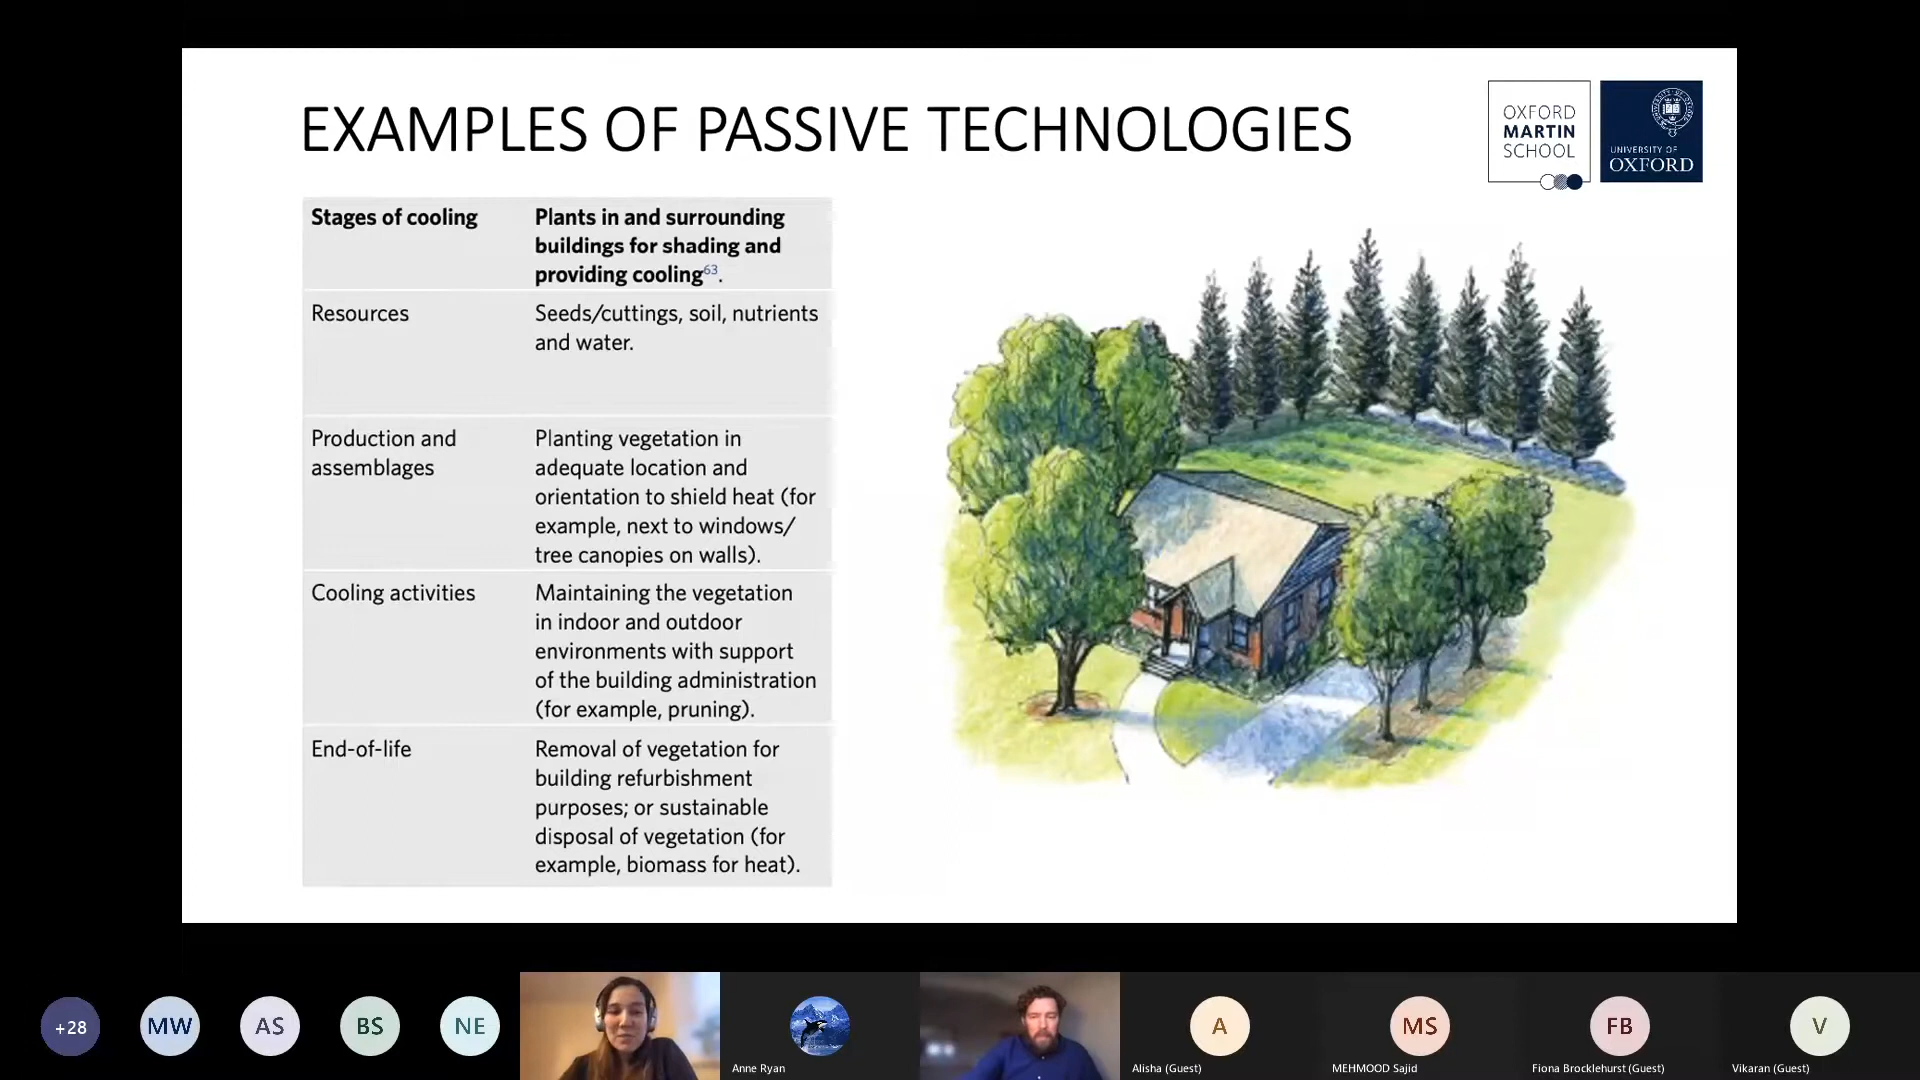 EXAMPLES OF PASSIVE TECHNOLOGIES
OXFORD
MARTIN
SCHOOL
UNIVERSITY OF
OXFORD
Stages of cooling
Plants in and surrounding
buildings for shading and
providing cooling63.
Resources
Seeds/cuttings, soil, nutrients
and water.
Production and
assemblages
Planting vegetation in
adequate location and
orientation to shield heat (for
example, next to windows/
tree canopies on walls).
Cooling activities
Maintaining the vegetation
in indoor and outdoor
environments with support
of the building administration
(for example, pruning).
End-of-life
Removal of vegetation for
building refurbishment
purposes; or sustainable
disposal of vegetation (for
example, biomass for heat).
+28
MW
AS
BS
NE
Anne Ryan
A
Alisha (Guest)
MS
MEHMOOD Sajid
FB
Fiona Brocklehurst (Guest)
V
Vikaran (Guest)